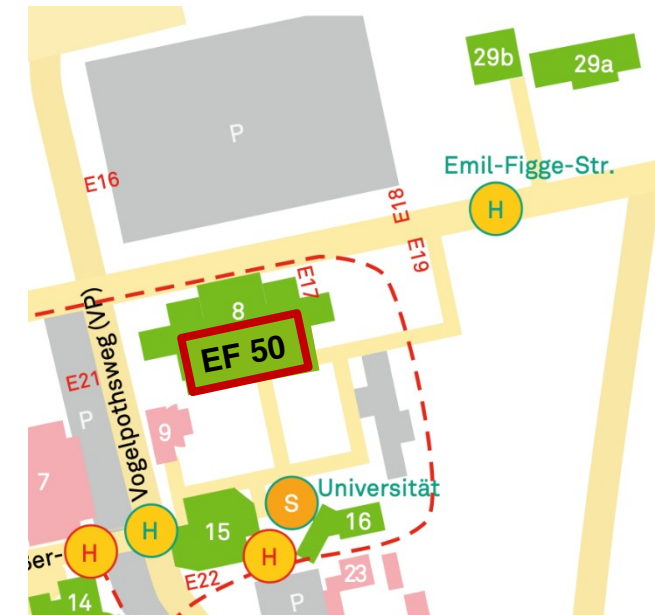 29b
29a
P
Emil-Figge-Str.
E16
E18
H
E19
E17
8
Vogelpothsweg (VP)
EF 50
E21
P
9
7
S
Universität
H
15
16
ßer-
H
H
E22
23
14
P